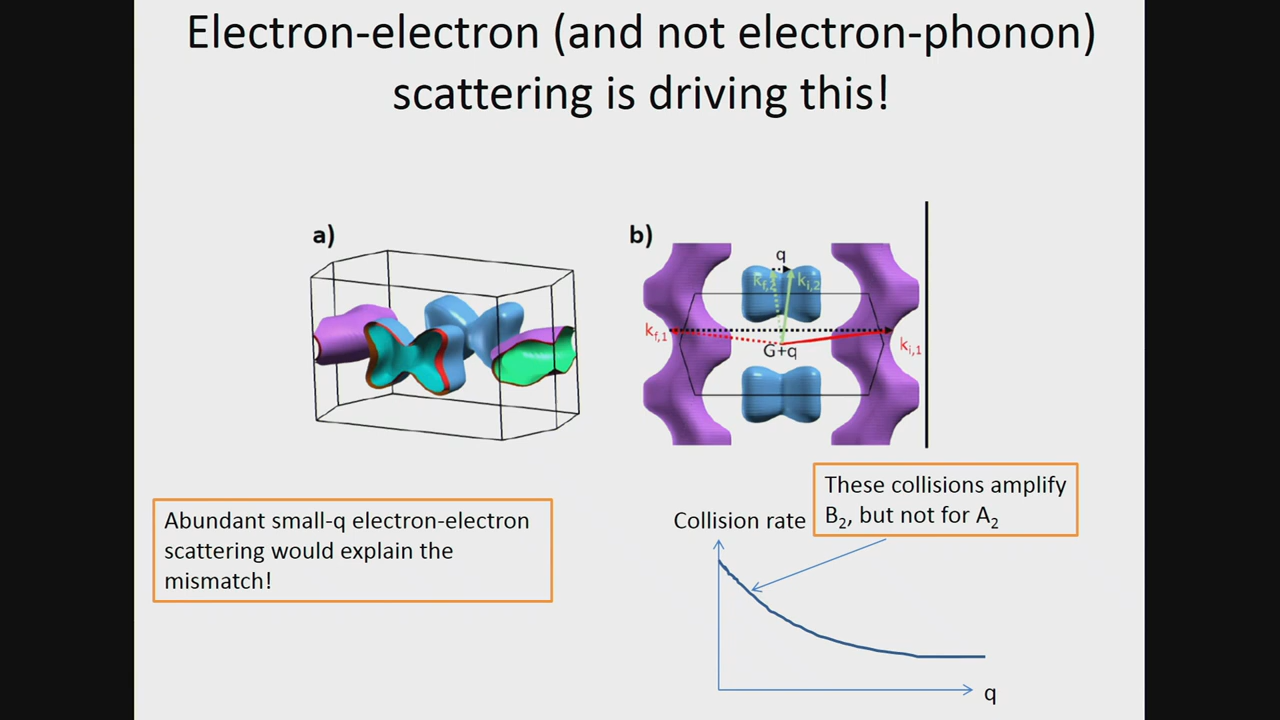 Electron-electron (and not electron-phonon)
scattering is driving this!
a)
b)
q
k_f,2
k_i,2
k_f,1
G+q
k_i,1
These collisions amplify
B₂, but not for A₂
Abundant small-q electron-electron
scattering would explain the
mismatch!
Collision rate
q